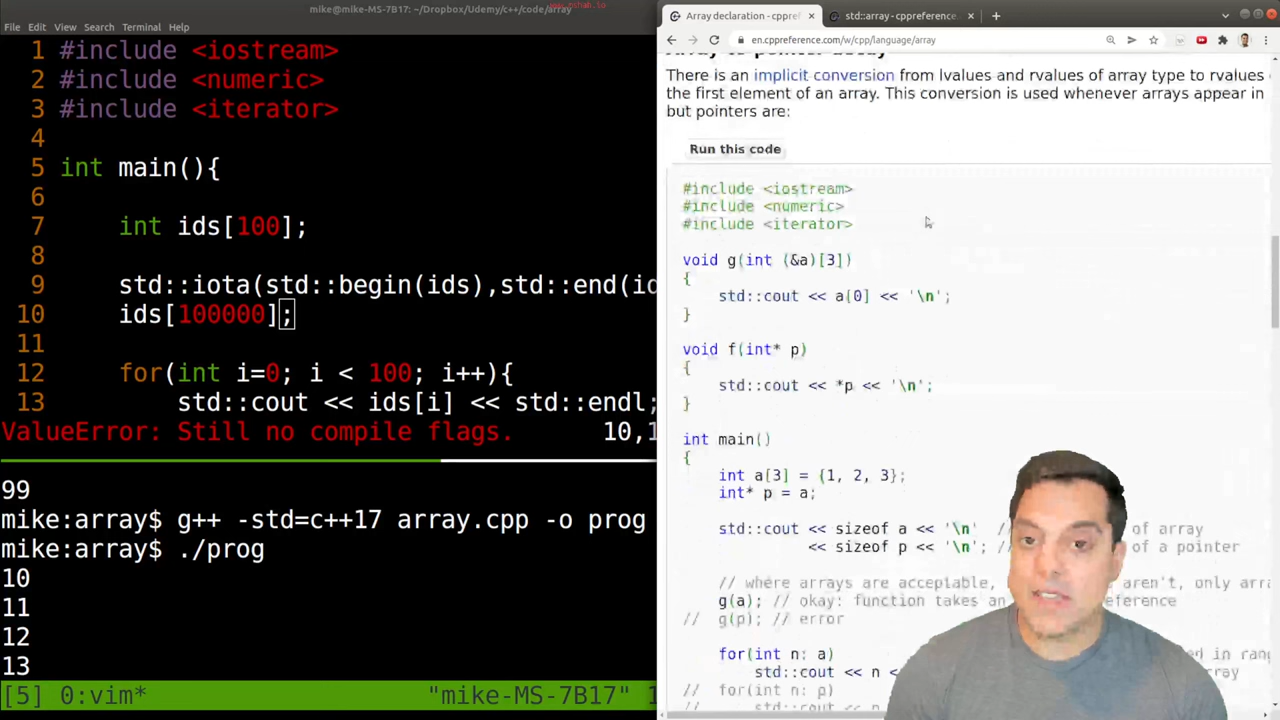 mike@mike-MS-7B17: ~/Dropbox/Udemy/c++/code/array
File Edit View Search Terminal Help
1 #include <iostream>
2 #include <numeric>
3 #include <iterator>
4
5 int main(){
6
7 int ids[100];
8
9 std::iota(std::begin(ids),std::end(id
10 ids[100000];
11
12 for(int i=0; i < 100; i++){
13 std::cout << ids[i] << std::endl;
ValueError: Still no compile flags. 10,1
99
mike:array$ g++ -std=c++17 array.cpp -o prog
mike:array$ ./prog
10
11
12
13
[5] 0:vim* "mike-MS-7B17" 1
Array declaration - cppref
std::array - cppreference.
en.cppreference.com/w/cpp/language/array
Array to pointer decay
There is an implicit conversion from lvalues and rvalues of array type to rvalues
the first element of an array. This conversion is used whenever arrays appear in
but pointers are:
Run this code
#include <iostream>
#include <numeric>
#include <iterator>
void g(int (&a)[3])
{
std::cout << a[0] << '\n';
}
void f(int* p)
{
std::cout << *p << '\n';
}
int main()
{
int a[3] = {1, 2, 3};
int* p = a;
std::cout << sizeof a << '\n' // of array
<< sizeof p << '\n'; // of a pointer
// where arrays are acceptable, aren't, only arra
g(a); // okay: function takes an reference
// g(p); // error
for(int n: a) ed in ran
std::cout << n < array
// for(int n: p)